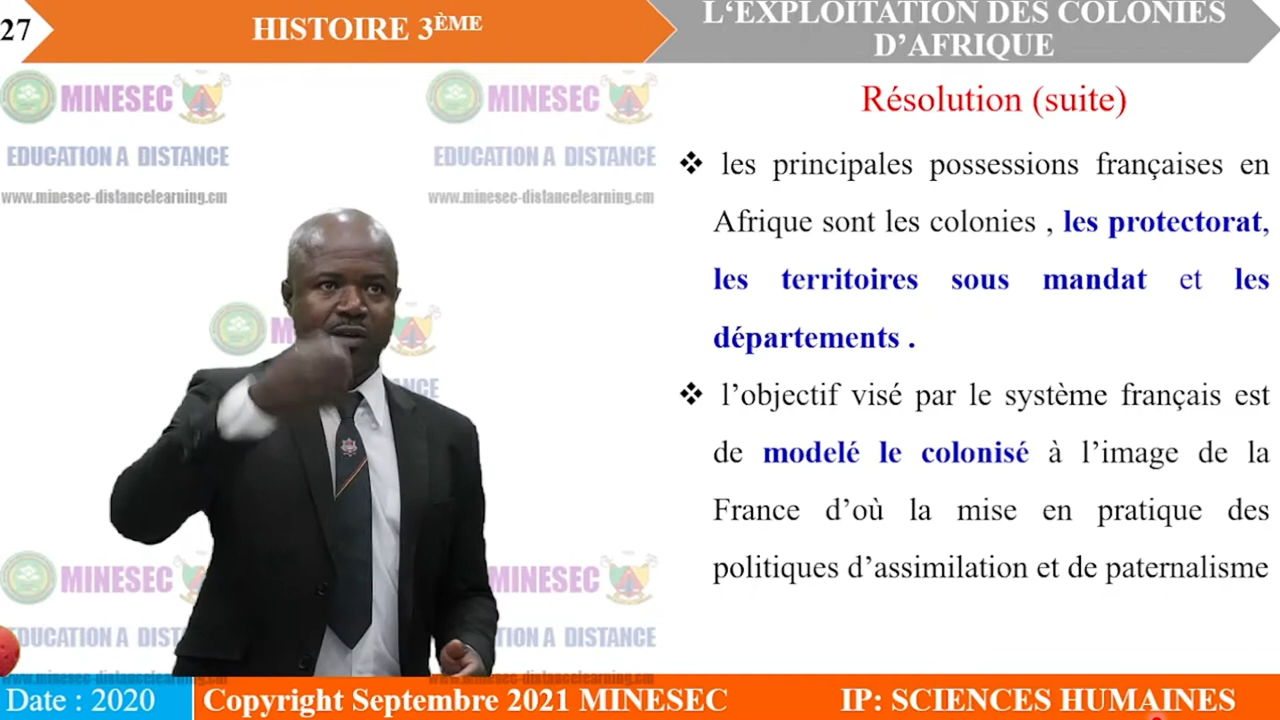 27
HISTOIRE 3ÈME
L‘EXPLOITATION DES COLONIES
D’AFRIQUE
MINESEC
EDUCATION A DISTANCE
www.minesec-distancelearning.cm
MINESEC
EDUCATION A DISTANCE
www.minesec-distancelearning.cm
Résolution (suite)
❖ les principales possessions françaises en
Afrique sont les colonies , les protectorat,
les territoires sous mandat et les
départements .
❖ l’objectif visé par le système français est
de modelé le colonisé à l’image de la
France d’où la mise en pratique des
politiques d’assimilation et de paternalisme
MINESEC
MINESEC
Date : 2020
Copyright Septembre 2021 MINESEC
IP: SCIENCES HUMAINES